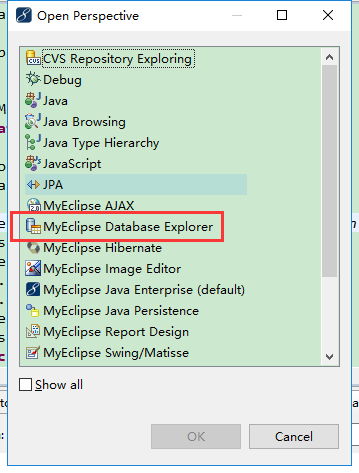 Open Perspective
CVS Repository Exploring
Debug
Java
Java Browsing
Java Type Hierarchy
JavaScript
JPA
MyEclipse AJAX
MyEclipse Database Explorer
MyEclipse Hibernate
MyEclipse Image Editor
MyEclipse Java Enterprise (default)
MyEclipse Java Persistence
MyEclipse Report Design
MyEclipse Swing/Matisse
Show all
OK
Cancel